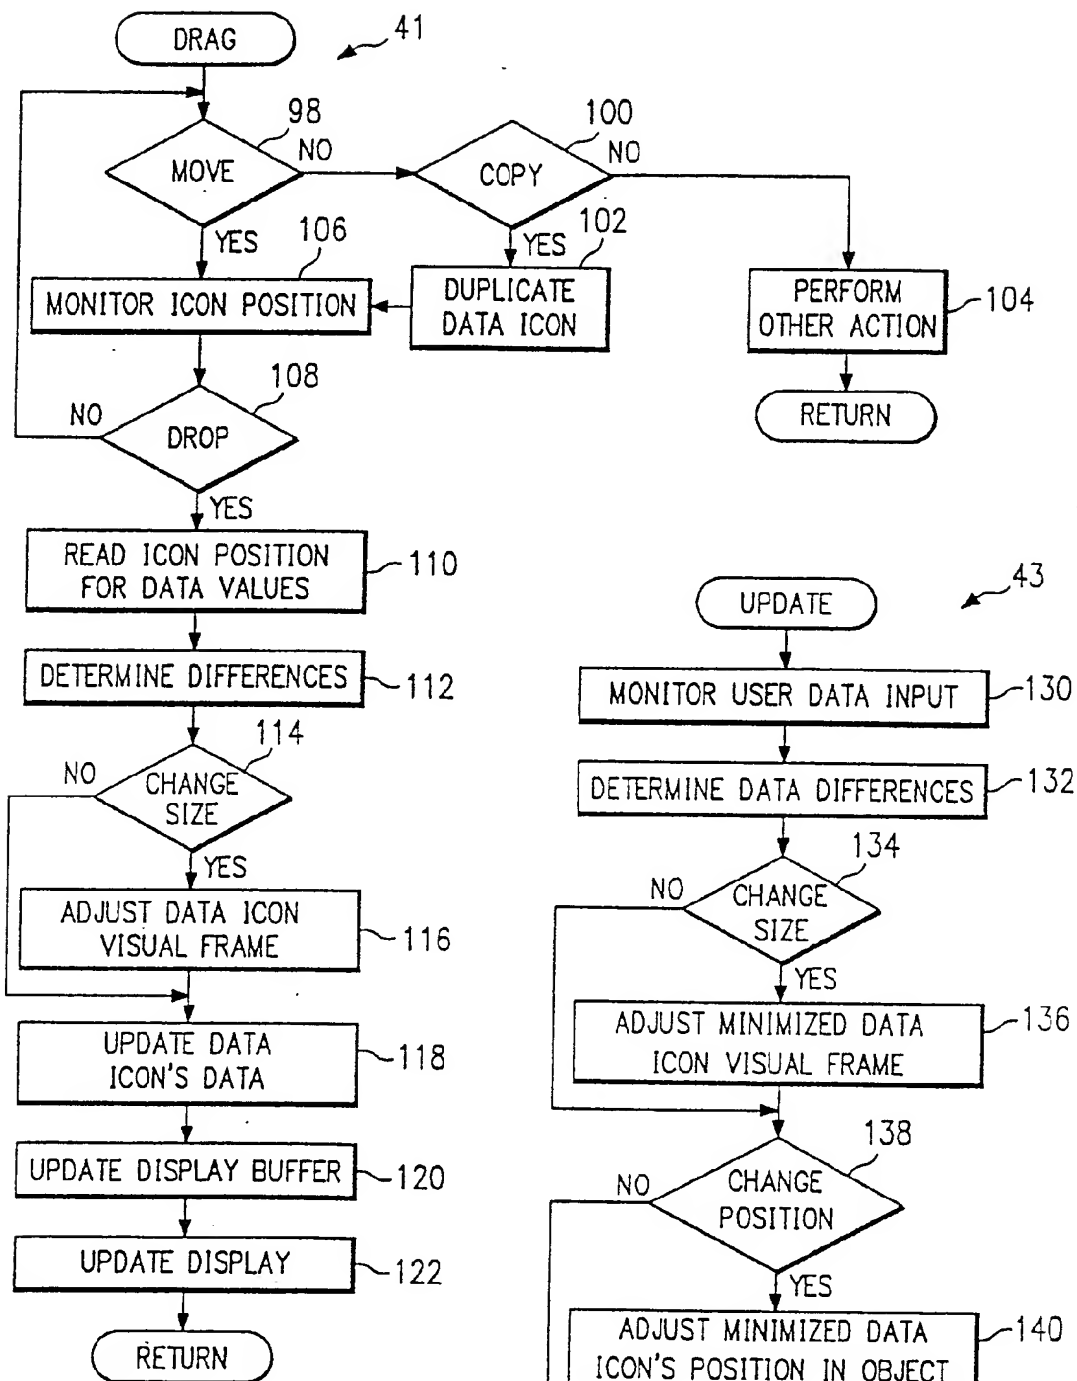 DRAG
41
98
MOVE
NO
100
COPY
NO
YES
106
MONITOR ICON POSITION
YES
102
DUPLICATE
DATA ICON
PERFORM
OTHER ACTION
104
RETURN
108
NO
DROP
YES
READ ICON POSITION
FOR DATA VALUES
110
DETERMINE DIFFERENCES
112
114
NO
CHANGE
SIZE
YES
ADJUST DATA ICON
VISUAL FRAME
116
UPDATE DATA
ICON'S DATA
118
UPDATE DISPLAY BUFFER
120
UPDATE DISPLAY
122
RETURN
UPDATE
43
MONITOR USER DATA INPUT
130
DETERMINE DATA DIFFERENCES
132
134
NO
CHANGE
SIZE
YES
ADJUST MINIMIZED DATA
ICON VISUAL FRAME
136
138
NO
CHANGE
POSITION
YES
ADJUST MINIMIZED DATA
ICON'S POSITION IN OBJECT
140